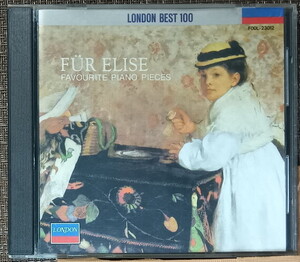 LONDON BEST 100
FÜR ELISE
FAVOURITE PIANO PIECES
LONDON